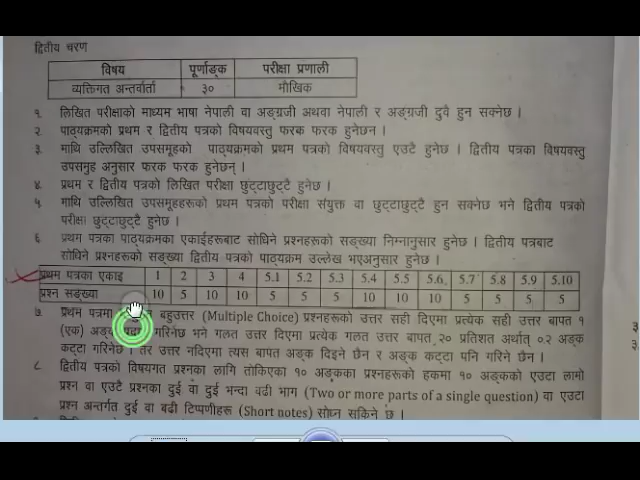 द्वितीय चरण
विषय पूर्णाङ्क परीक्षा प्रणाली
व्यक्तिगत अन्तर्वार्ता ३० मौखिक
१. लिखित परीक्षाको माध्यम भाषा नेपाली वा अङ्ग्रजी अथवा नेपाली र अङ्ग्रजी दुवै हुन सक्नेछ ।
२ पाठ्यक्रमको प्रथम र द्वितीय पत्रको विषयवस्तु फरक फरक हुनेछन ।
३. माथि उल्लिखित उपसमूहको पाठ्यक्रमको प्रथम पत्रको विषयवस्तु एउटै हुनेछ । द्वितीय पत्रका विषयवस्तु
उपसमुह अनुसार फरक फरक हुनेछन् ।
४. प्रथम र द्वितीय पत्रको लिखित परीक्षा छुट्टाछुट्टै हुनेछ ।
५ माथि उल्लिखित उपसमूहहरूको प्रथम पत्रको परीक्षा संयुक्त वा छुट्टाछुट्टै हुन सक्नेछ भने द्वितीय पत्रको
परीक्षा छुट्टाछुट्टै हुनेछ ।
६ प्रथम पत्रका पाठ्यक्रमका एकाईहरूबाट सोधिने प्रश्नहरूको सङ्ख्या निम्नानुसार हुनेछ । द्वितीय पत्रबाट
सोधिने प्रश्नहरूको सङ्ख्या द्वितीय पत्रको पाठ्यक्रम उल्लेख भएअनुसार हुनेछ ।
प्रथम पत्रका एकाई 1 2 3 4 5.1 5.2 5.3 5.4 5.5 5.6 5.7 5.8 5.9 5.10
प्रश्न सङ्ख्या 10 5 10 10 5 5 5 10 10 10 5 5 5 5
७ प्रथम पत्रमा बहुउत्तर (Multiple Choice) प्रश्नहरूको उत्तर सही दिएमा प्रत्येक सही उत्तर बापत १
(एक) अङ्क गरिनेछ भने गलत उत्तर दिएमा प्रत्येक गलत उत्तर बापत २० प्रतिशत अर्थात् ०.२ अङ्क
कट्टा गरिनेछ । तर उत्तर नदिएमा त्यस बापत अङ्क दिइने छैन र अङ्क कट्टा पनि गरिने छैन ।
८. द्वितीय पत्रको विषयगत प्रश्नका लागि तोकिएका १० अङ्कका प्रश्नहरूको हकमा १० अङ्कको एउटा लामो
प्रश्न वा एउटै प्रश्नका दुई वा दुई भन्दा वढी भाग (Two or more parts of a single question) वा एउटा
प्रश्न अन्तर्गत दुई वा बढी टिप्पणीहरू (Short notes) सोध्न सकिने छ ।